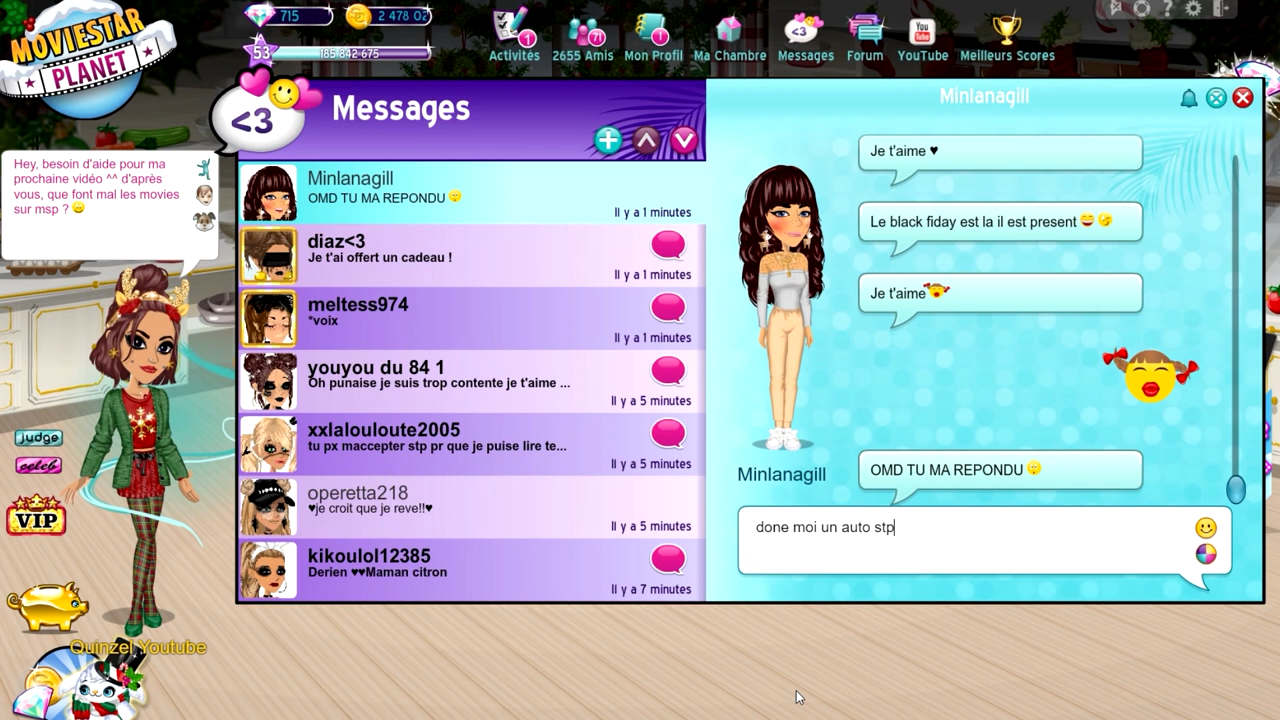 MOVIESTAR
PLANET
715
2 478 02
53
185 842 675
Activités
1
2655 Amis
71
Mon Profil
!
Ma Chambre
<3
Messages
Forum
You
Tube
YouTube
Meilleurs Scores
Hey, besoin d'aide pour ma
prochaine vidéo ^^ d'après
vous, que font mal les movies
sur msp ?
judge
celeb
VIP
Quinzel Youtube
<3
Messages
Minlanagill
OMD TU MA REPONDU
Il y a 1 minutes
diaz<3
Je t'ai offert un cadeau !
Il y a 1 minutes
meltess974
*voix
Il y a 1 minutes
youyou du 84 1
Oh punaise je suis trop contente je t'aime ...
Il y a 5 minutes
xxlalouloute2005
tu px maccepter stp pr que je puise lire te...
Il y a 5 minutes
operetta218
♥je croit que je reve!!♥
Il y a 5 minutes
kikoulol12385
Derien ♥♥Maman citron
Il y a 7 minutes
Minlanagill
Je t'aime ♥
Le black fiday est la il est present
Je t'aime
Minlanagill
OMD TU MA REPONDU
done moi un auto stp